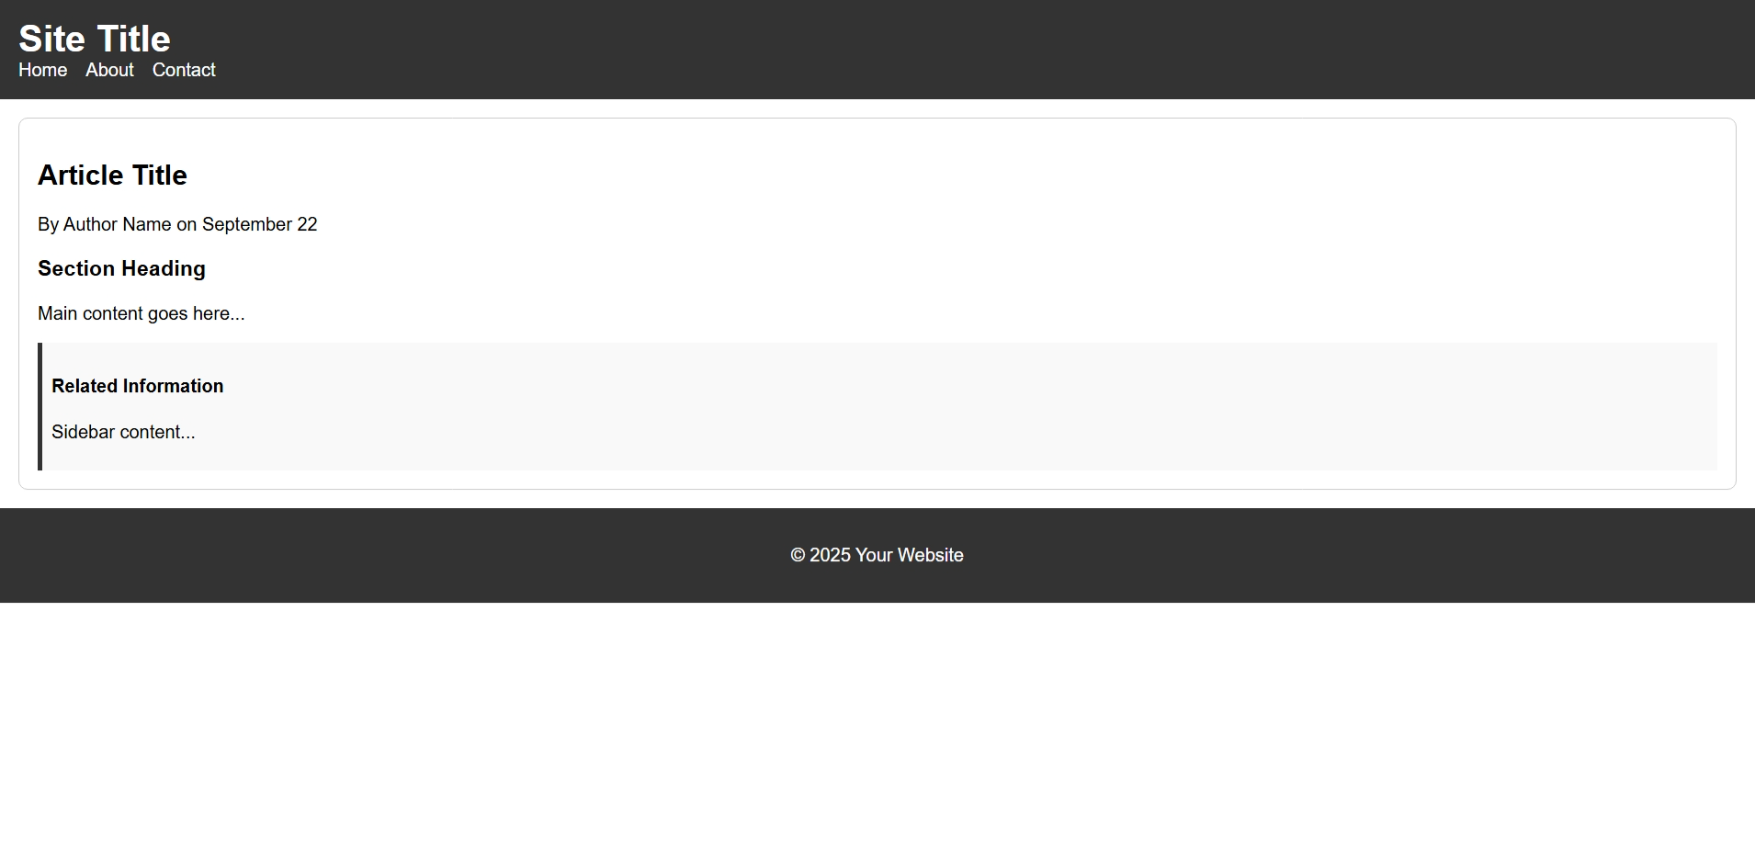 Site Title
Home About Contact
Article Title
By Author Name on September 22
Section Heading
Main content goes here...
Related Information
Sidebar content...
© 2025 Your Website